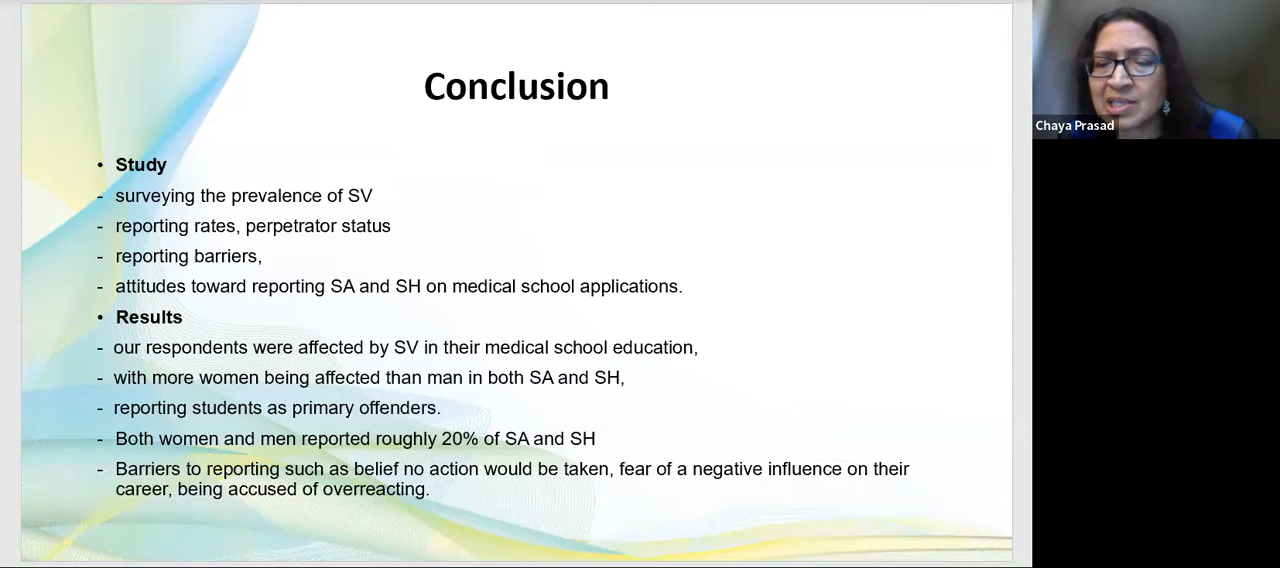 Conclusion
• Study
- surveying the prevalence of SV
- reporting rates, perpetrator status
- reporting barriers,
- attitudes toward reporting SA and SH on medical school applications.
• Results
- our respondents were affected by SV in their medical school education,
- with more women being affected than man in both SA and SH,
- reporting students as primary offenders.
- Both women and men reported roughly 20% of SA and SH
- Barriers to reporting such as belief no action would be taken, fear of a negative influence on their
career, being accused of overreacting.
Chaya Prasad